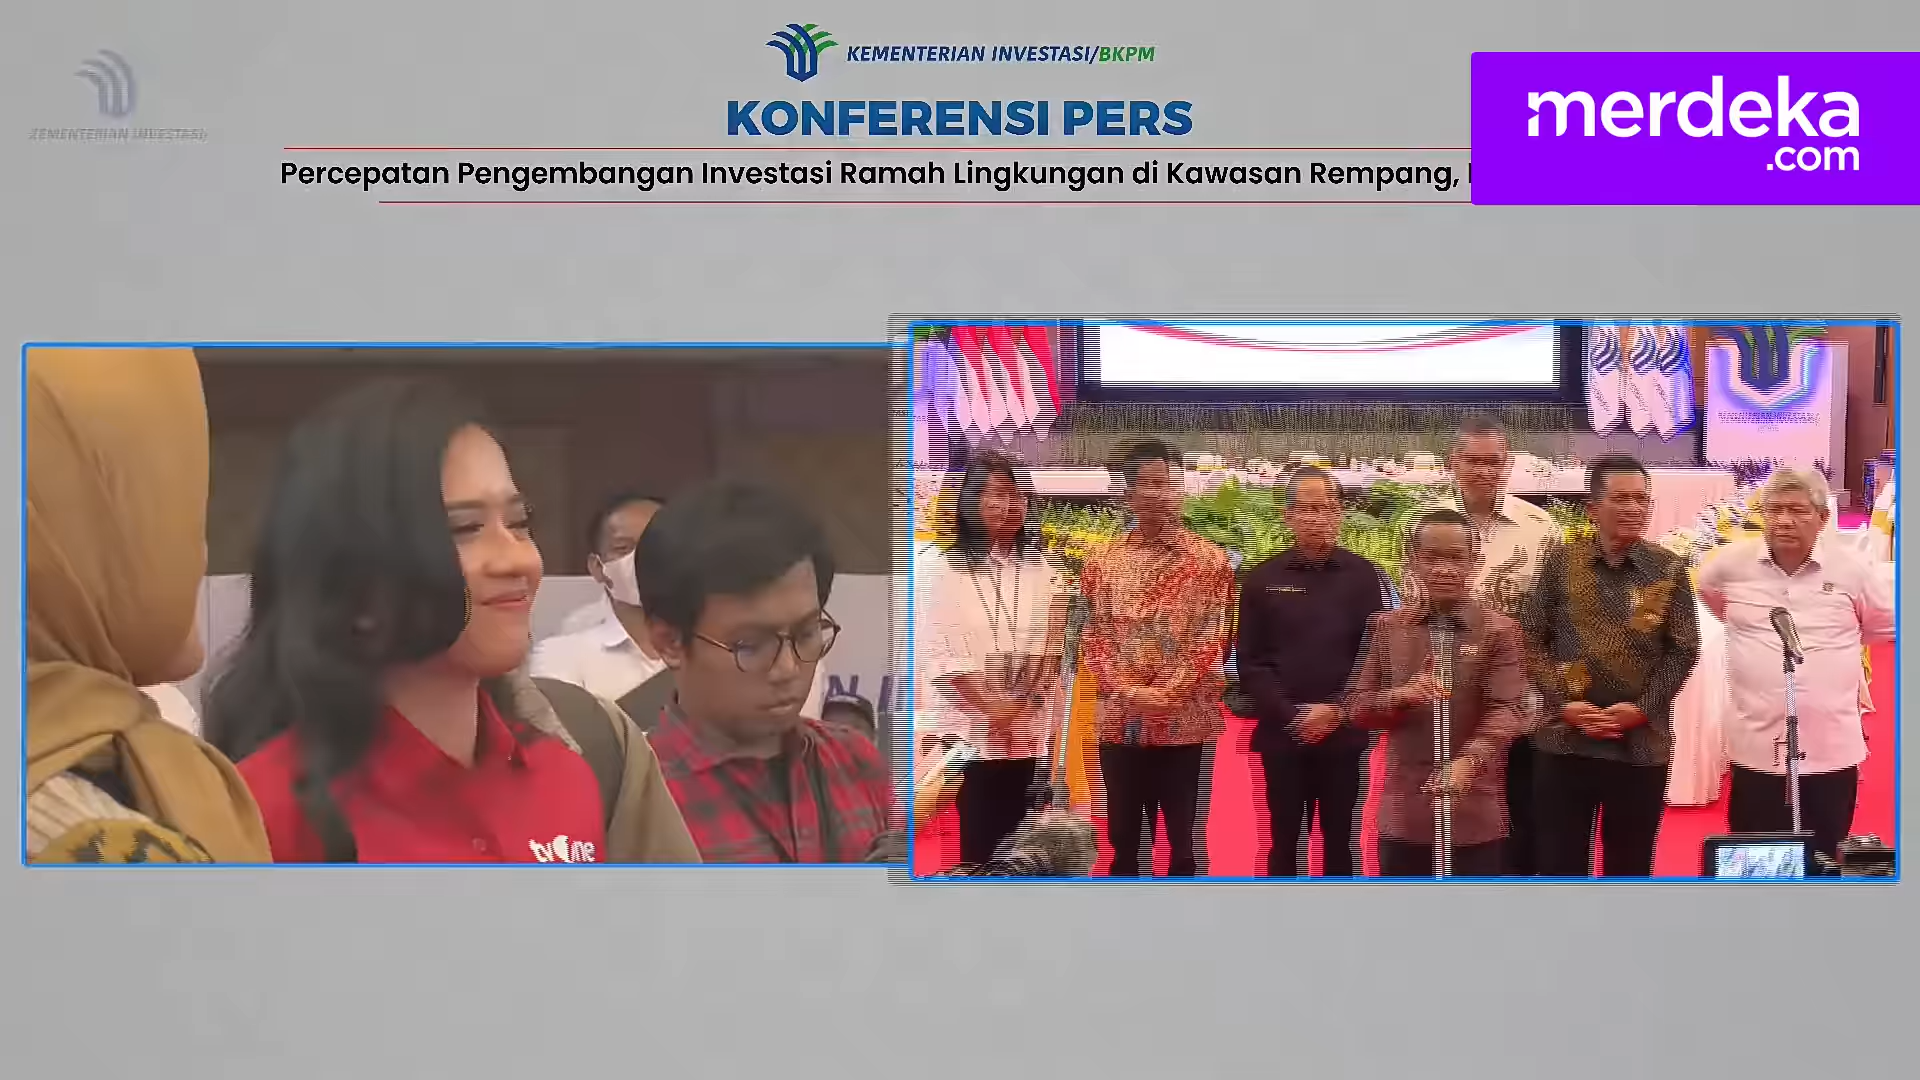 KEMENTERIAN INVESTASI/BKPM
KONFERENSI PERS
merdeka
.com
KEMENTERIAN INVESTASI
Percepatan Pengembangan Investasi Ramah Lingkungan di Kawasan Rempang,
tvOne